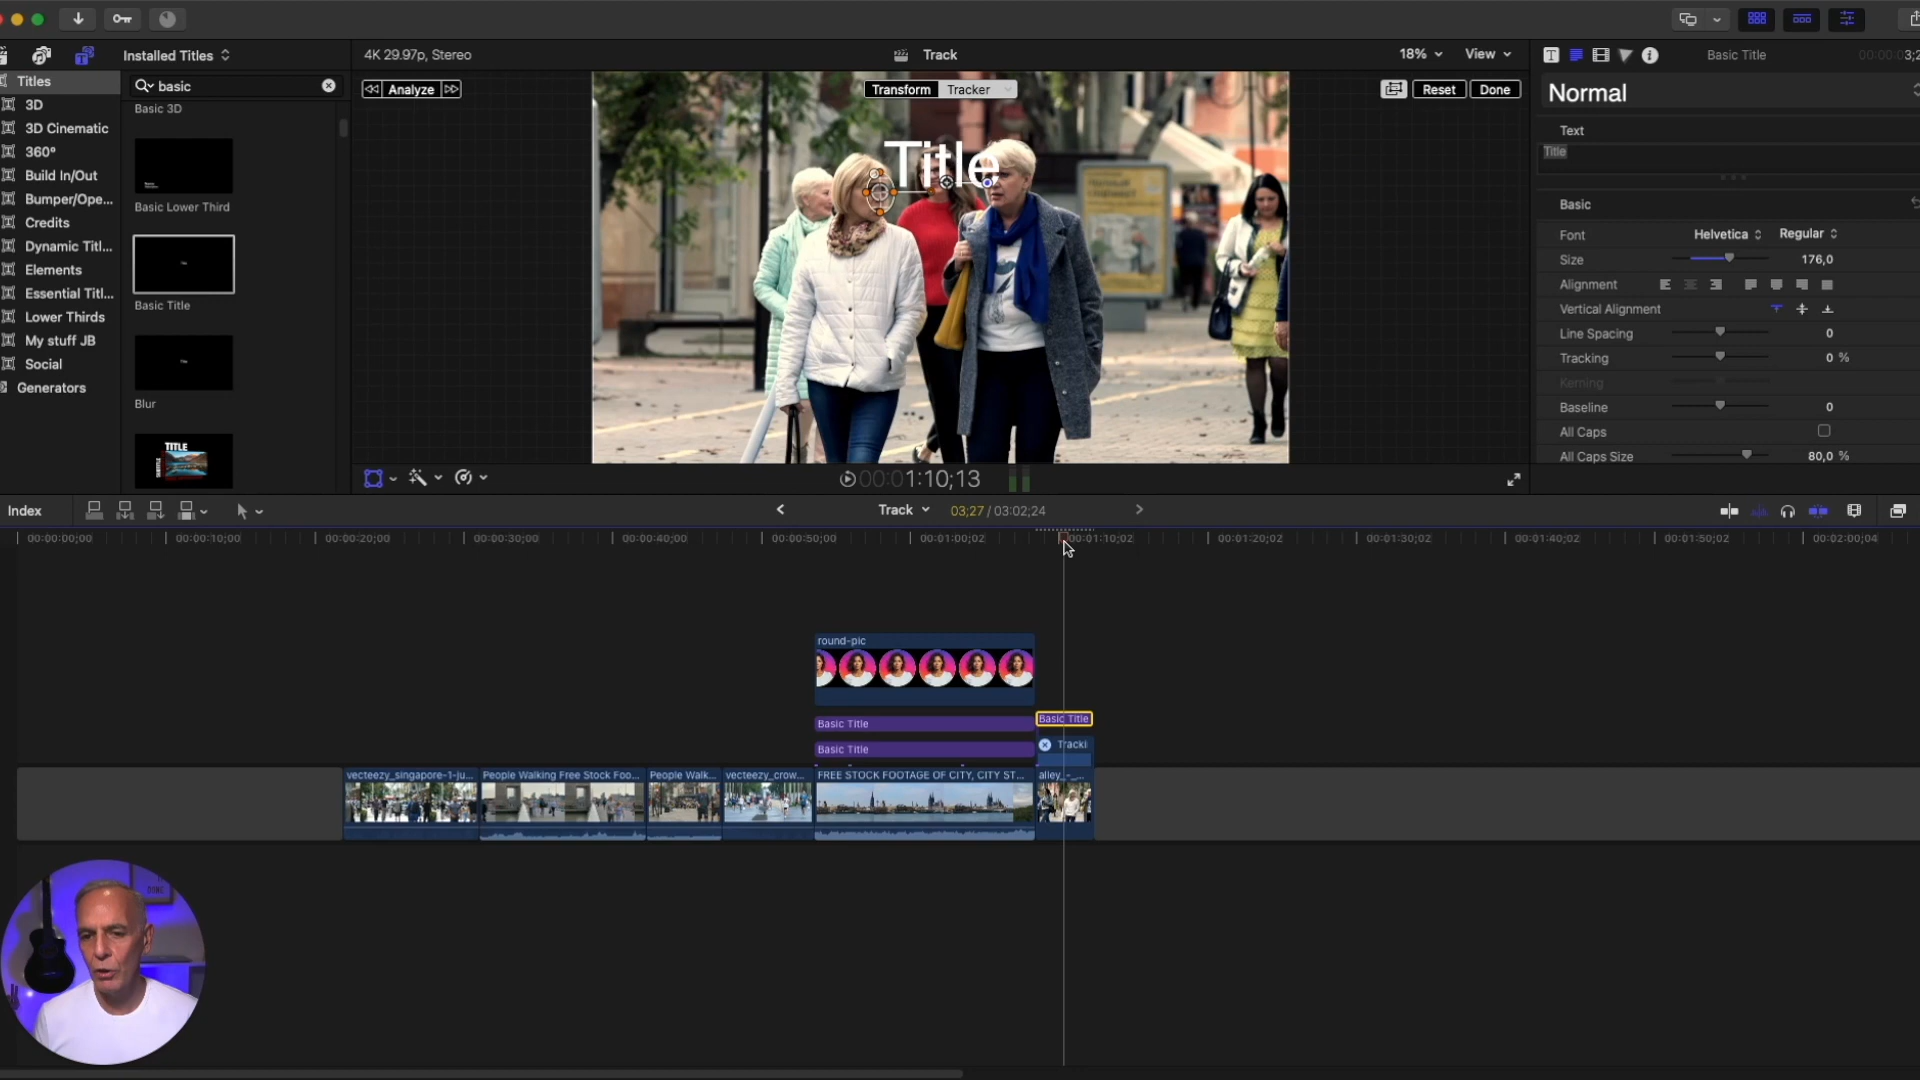 Installed Titles
4K 29.97p, Stereo
Track
18%
View
Basic Title
Titles
basic
Analyze
Transform
Tracker
Reset
Done
Normal
3D
Basic 3D
3D Cinematic
360°
Build In/Out
Bumper/Ope...
Credits
Dynamic Titl...
Elements
Essential Titl...
Lower Thirds
My stuff JB
Social
Generators
Basic Lower Third
Basic Title
Blur
TITLE
Title
Text
Title
Basic
Font
Helvetica
Regular
Size
176,0
Alignment
Vertical Alignment
Line Spacing
0
Tracking
0 %
Kerning
Baseline
0
All Caps
All Caps Size
80,0 %
00:00 1:10;13
Index
Track
03;27 / 03:02;24
00:00:00;00
00:00:10;00
00:00:20;00
00:00:30;00
00:00:40;00
00:00:50;00
00:01:00;02
00:01:10;02
00:01:20;02
00:01:30;02
00:01:40;02
00:01:50;02
00:02:00;04
round-pic
Basic Title
Basic Title
Basic Title
Tracki
vecteezy_singapore-1-ju...
People Walking Free Stock Foo...
People Walk...
vecteezy_crow...
FREE STOCK FOOTAGE OF CITY, CITY ST...
alley_-_...